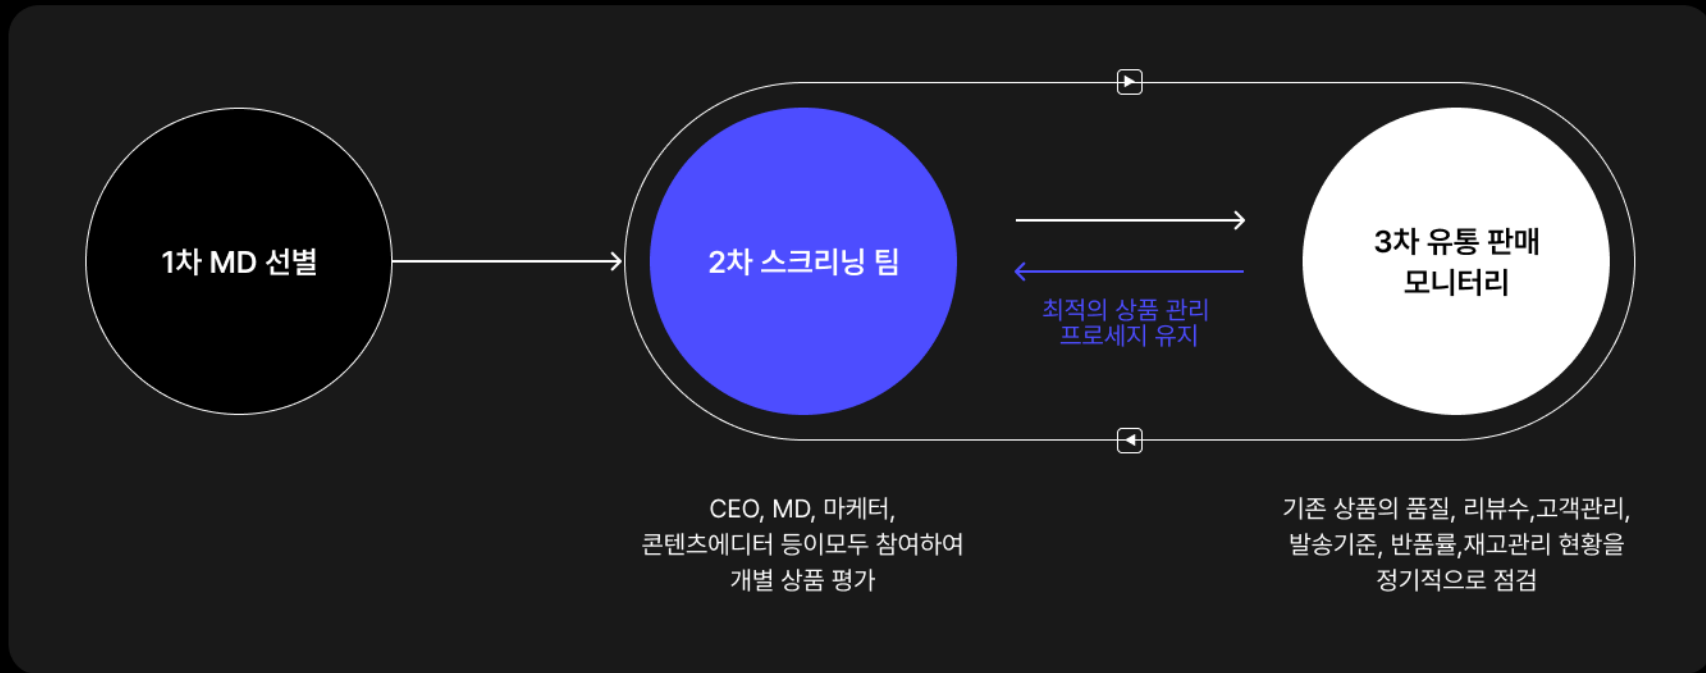 1차 MD 선별
2차 스크리닝 팀
3차 유통 판매
모니터리
최적의 상품 관리
프로세지 유지
CEO, MD, 마케터,
콘텐츠에디터 등이모두 참여하여
개별 상품 평가
기존 상품의 품질, 리뷰수,고객관리,
발송기준, 반품률,재고관리 현황을
정기적으로 점검